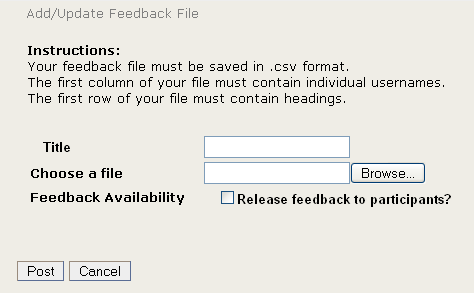 Add/Update Feedback File
Instructions:
Your feedback file must be saved in .csv format.
The first column of your file must contain individual usernames.
The first row of your file must contain headings.
Title
Choose a file Browse...
Feedback Availability Release feedback to participants?
Post Cancel